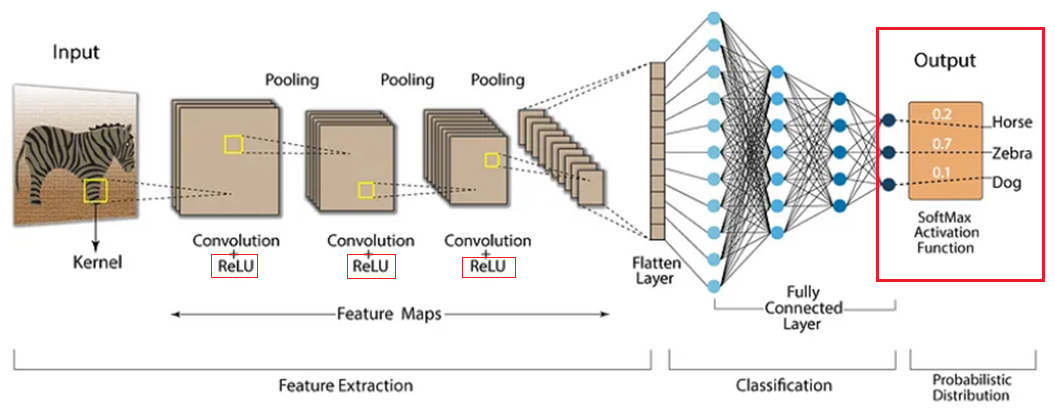 Input
Pooling
Pooling
Pooling
Output
0.2
Horse
0.7
Zebra
0.1
Dog
Kernel
Convolution
+
ReLU
Convolution
+
ReLU
Convolution
+
ReLU
Flatten
Layer
SoftMax
Activation
Function
Feature Maps
Fully
Connected
Layer
Feature Extraction
Classification
Probabilistic
Distribution